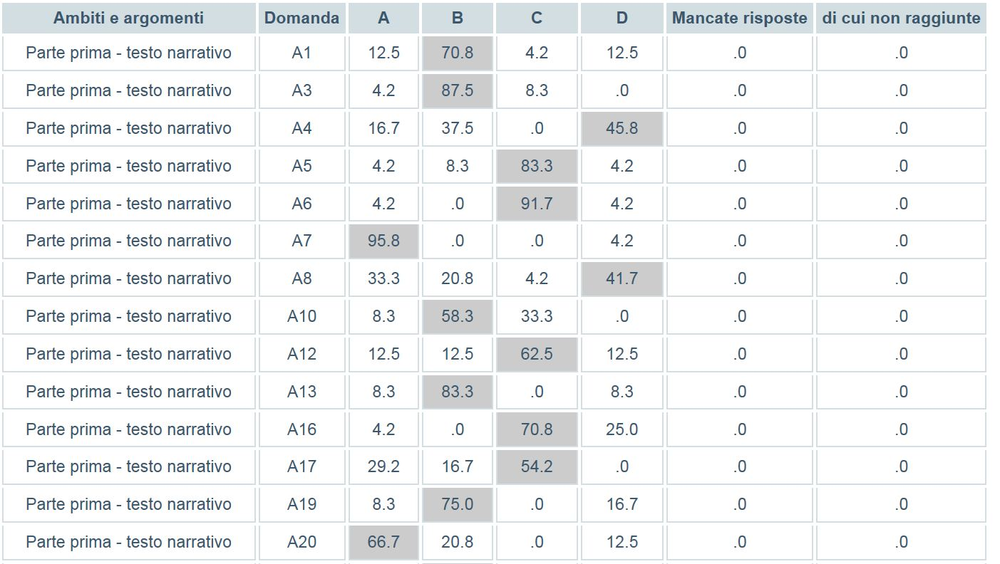 Ambiti e argomenti Domanda A B C D Mancate risposte di cui non raggiunte
Parte prima - testo narrativo A1 12.5 70.8 4.2 12.5 .0 .0
Parte prima - testo narrativo A3 4.2 87.5 8.3 .0 .0 .0
Parte prima - testo narrativo A4 16.7 37.5 .0 45.8 .0 .0
Parte prima - testo narrativo A5 4.2 8.3 83.3 4.2 .0 .0
Parte prima - testo narrativo A6 4.2 .0 91.7 4.2 .0 .0
Parte prima - testo narrativo A7 95.8 .0 .0 4.2 .0 .0
Parte prima - testo narrativo A8 33.3 20.8 4.2 41.7 .0 .0
Parte prima - testo narrativo A10 8.3 58.3 33.3 .0 .0 .0
Parte prima - testo narrativo A12 12.5 12.5 62.5 12.5 .0 .0
Parte prima - testo narrativo A13 8.3 83.3 .0 8.3 .0 .0
Parte prima - testo narrativo A16 4.2 .0 70.8 25.0 .0 .0
Parte prima - testo narrativo A17 29.2 16.7 54.2 .0 .0 .0
Parte prima - testo narrativo A19 8.3 75.0 .0 16.7 .0 .0
Parte prima - testo narrativo A20 66.7 20.8 .0 12.5 .0 .0